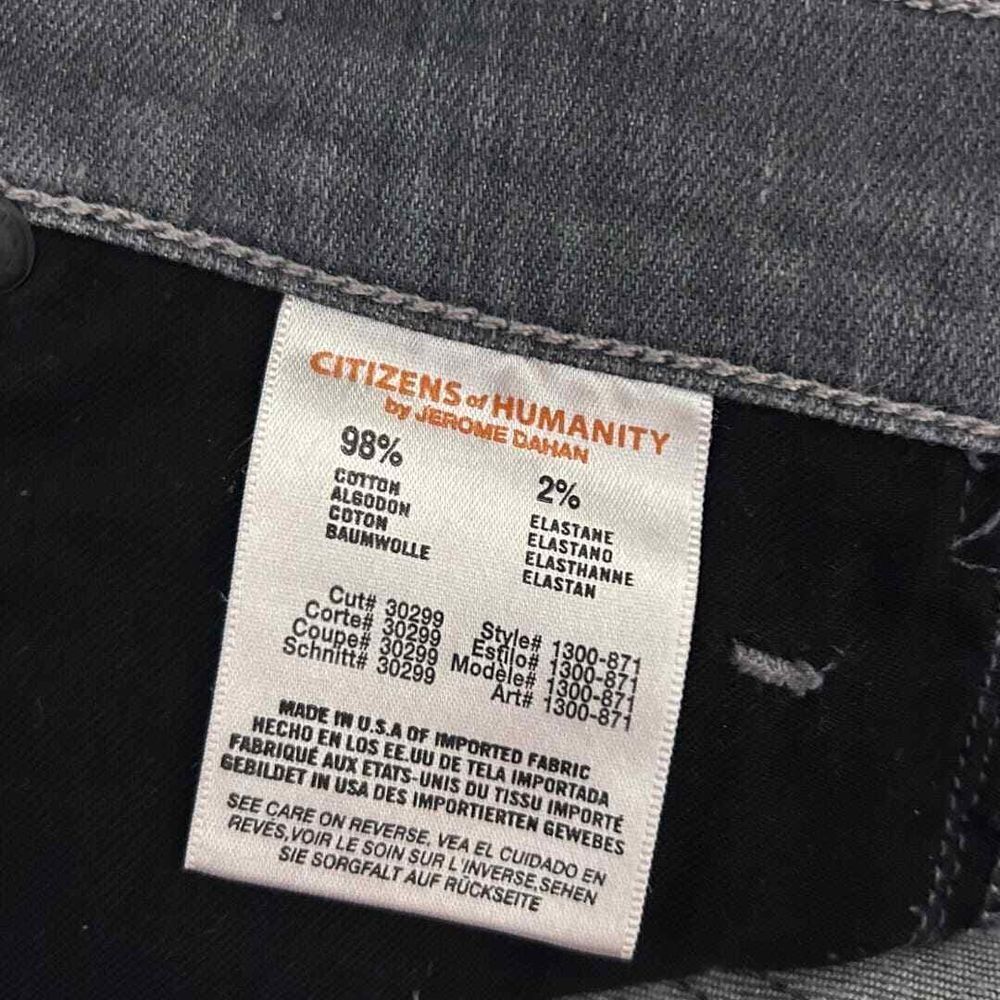 CITIZENS of HUMANITY
by JEROME DAHAN
98%
COTTON
ALGODON
COTON
BAUMWOLLE
2%
ELASTANE
ELASTANO
ELASTHANNE
ELASTAN
Cut# 30299
Corte# 30299
Coupe# 30299
Schnitt# 30299
Style# 1300-871
Estilo# 1300-871
Modèle# 1300-871
Art# 1300-871
MADE IN U.S.A OF IMPORTED FABRIC
HECHO EN LOS EE.UU DE TELA IMPORTADA
FABRIQUÉ AUX ETATS-UNIS DU TISSU IMPORTÉ
GEBILDET IN USA DES IMPORTIERTEN GEWEBES
SEE CARE ON REVERSE, VEA EL CUIDADO EN
REVÉS,VOIR LE SOIN SUR L'INVERSE,SEHEN
SIE SORGFALT AUF RÜCKSEITE